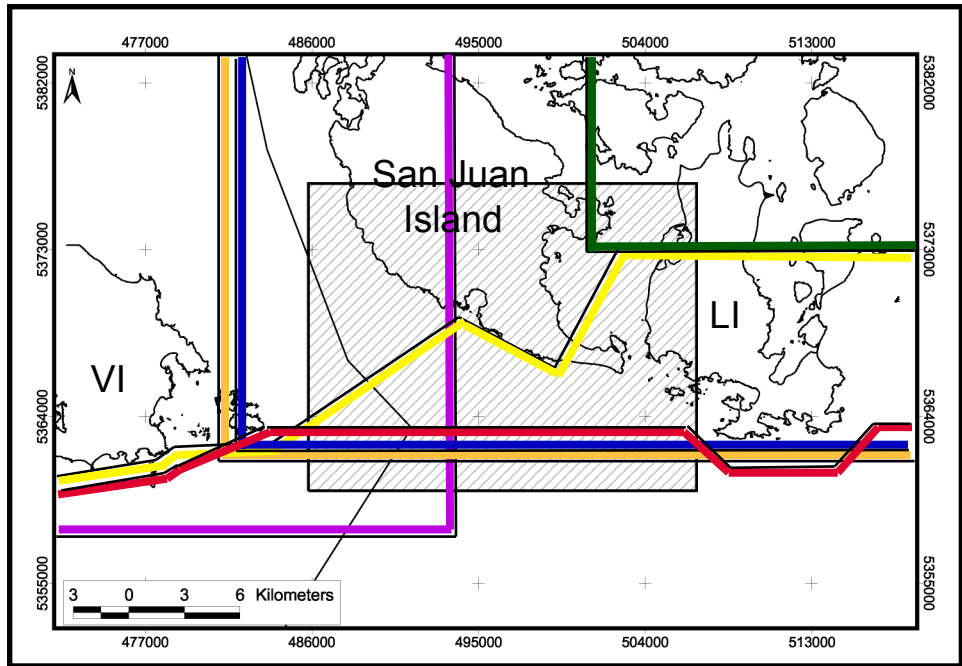 477000 486000 495000 504000 513000
5382000 5382000
N
San Juan
Island
5373000 5373000
LI
VI
5364000 5364000
5355000 5355000
3 0 3 6 Kilometers
477000 486000 495000 504000 513000